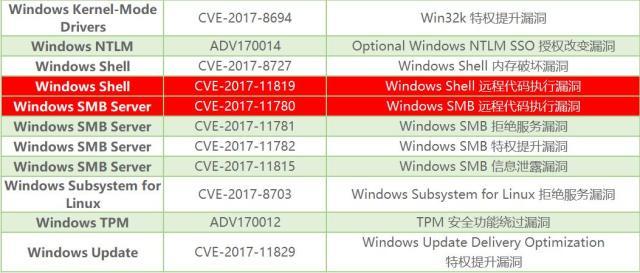 Windows Kernel-Mode
Drivers CVE-2017-8694 Win32k 特权提升漏洞
Windows NTLM ADV170014 Optional Windows NTLM SSO 授权改变漏洞
Windows Shell CVE-2017-8727 Windows Shell 内存破坏漏洞
Windows Shell CVE-2017-11819 Windows Shell 远程代码执行漏洞
Windows SMB Server CVE-2017-11780 Windows SMB 远程代码执行漏洞
Windows SMB Server CVE-2017-11781 Windows SMB 拒绝服务漏洞
Windows SMB Server CVE-2017-11782 Windows SMB 特权提升漏洞
Windows SMB Server CVE-2017-11815 Windows SMB 信息泄露漏洞
Windows Subsystem for
Linux CVE-2017-8703 Windows Subsystem for Linux 拒绝服务漏洞
Windows TPM ADV170012 TPM 安全功能绕过漏洞
Windows Update CVE-2017-11829 Windows Update Delivery Optimization
特权提升漏洞